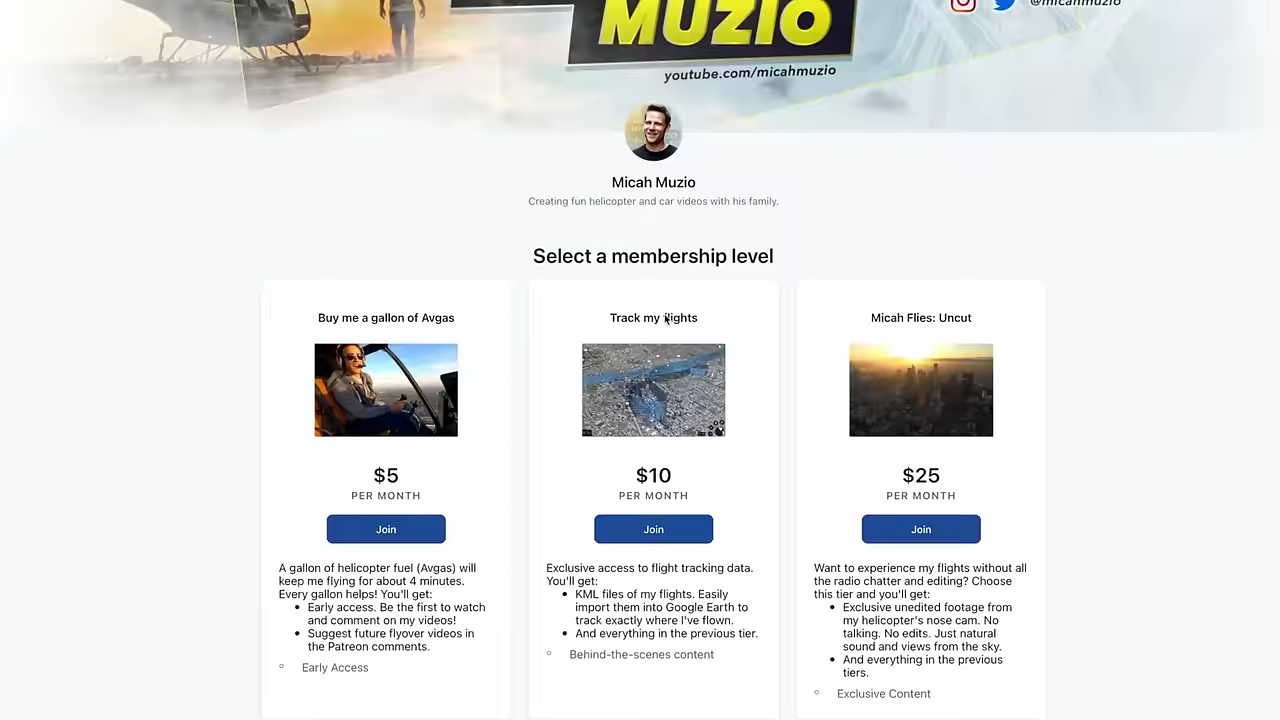 MUZIO
@micahmuzio
youtube.com/micahmuzio
Micah Muzio
Creating fun helicopter and car videos with his family.
Select a membership level
Buy me a gallon of Avgas
$5
PER MONTH
Join
A gallon of helicopter fuel (Avgas) will
keep me flying for about 4 minutes.
Every gallon helps! You'll get:
• Early access. Be the first to watch
and comment on my videos!
• Suggest future flyover videos in
the Patreon comments.
Early Access
Track my flights
$10
PER MONTH
Join
Exclusive access to flight tracking data.
You'll get:
• KML files of my flights. Easily
import them into Google Earth to
track exactly where I've flown.
• And everything in the previous tier.
Behind-the-scenes content
Micah Flies: Uncut
$25
PER MONTH
Join
Want to experience my flights without all
the radio chatter and editing? Choose
this tier and you'll get:
• Exclusive unedited footage from
my helicopter's nose cam. No
talking. No edits. Just natural
sound and views from the sky.
• And everything in the previous
tiers.
Exclusive Content